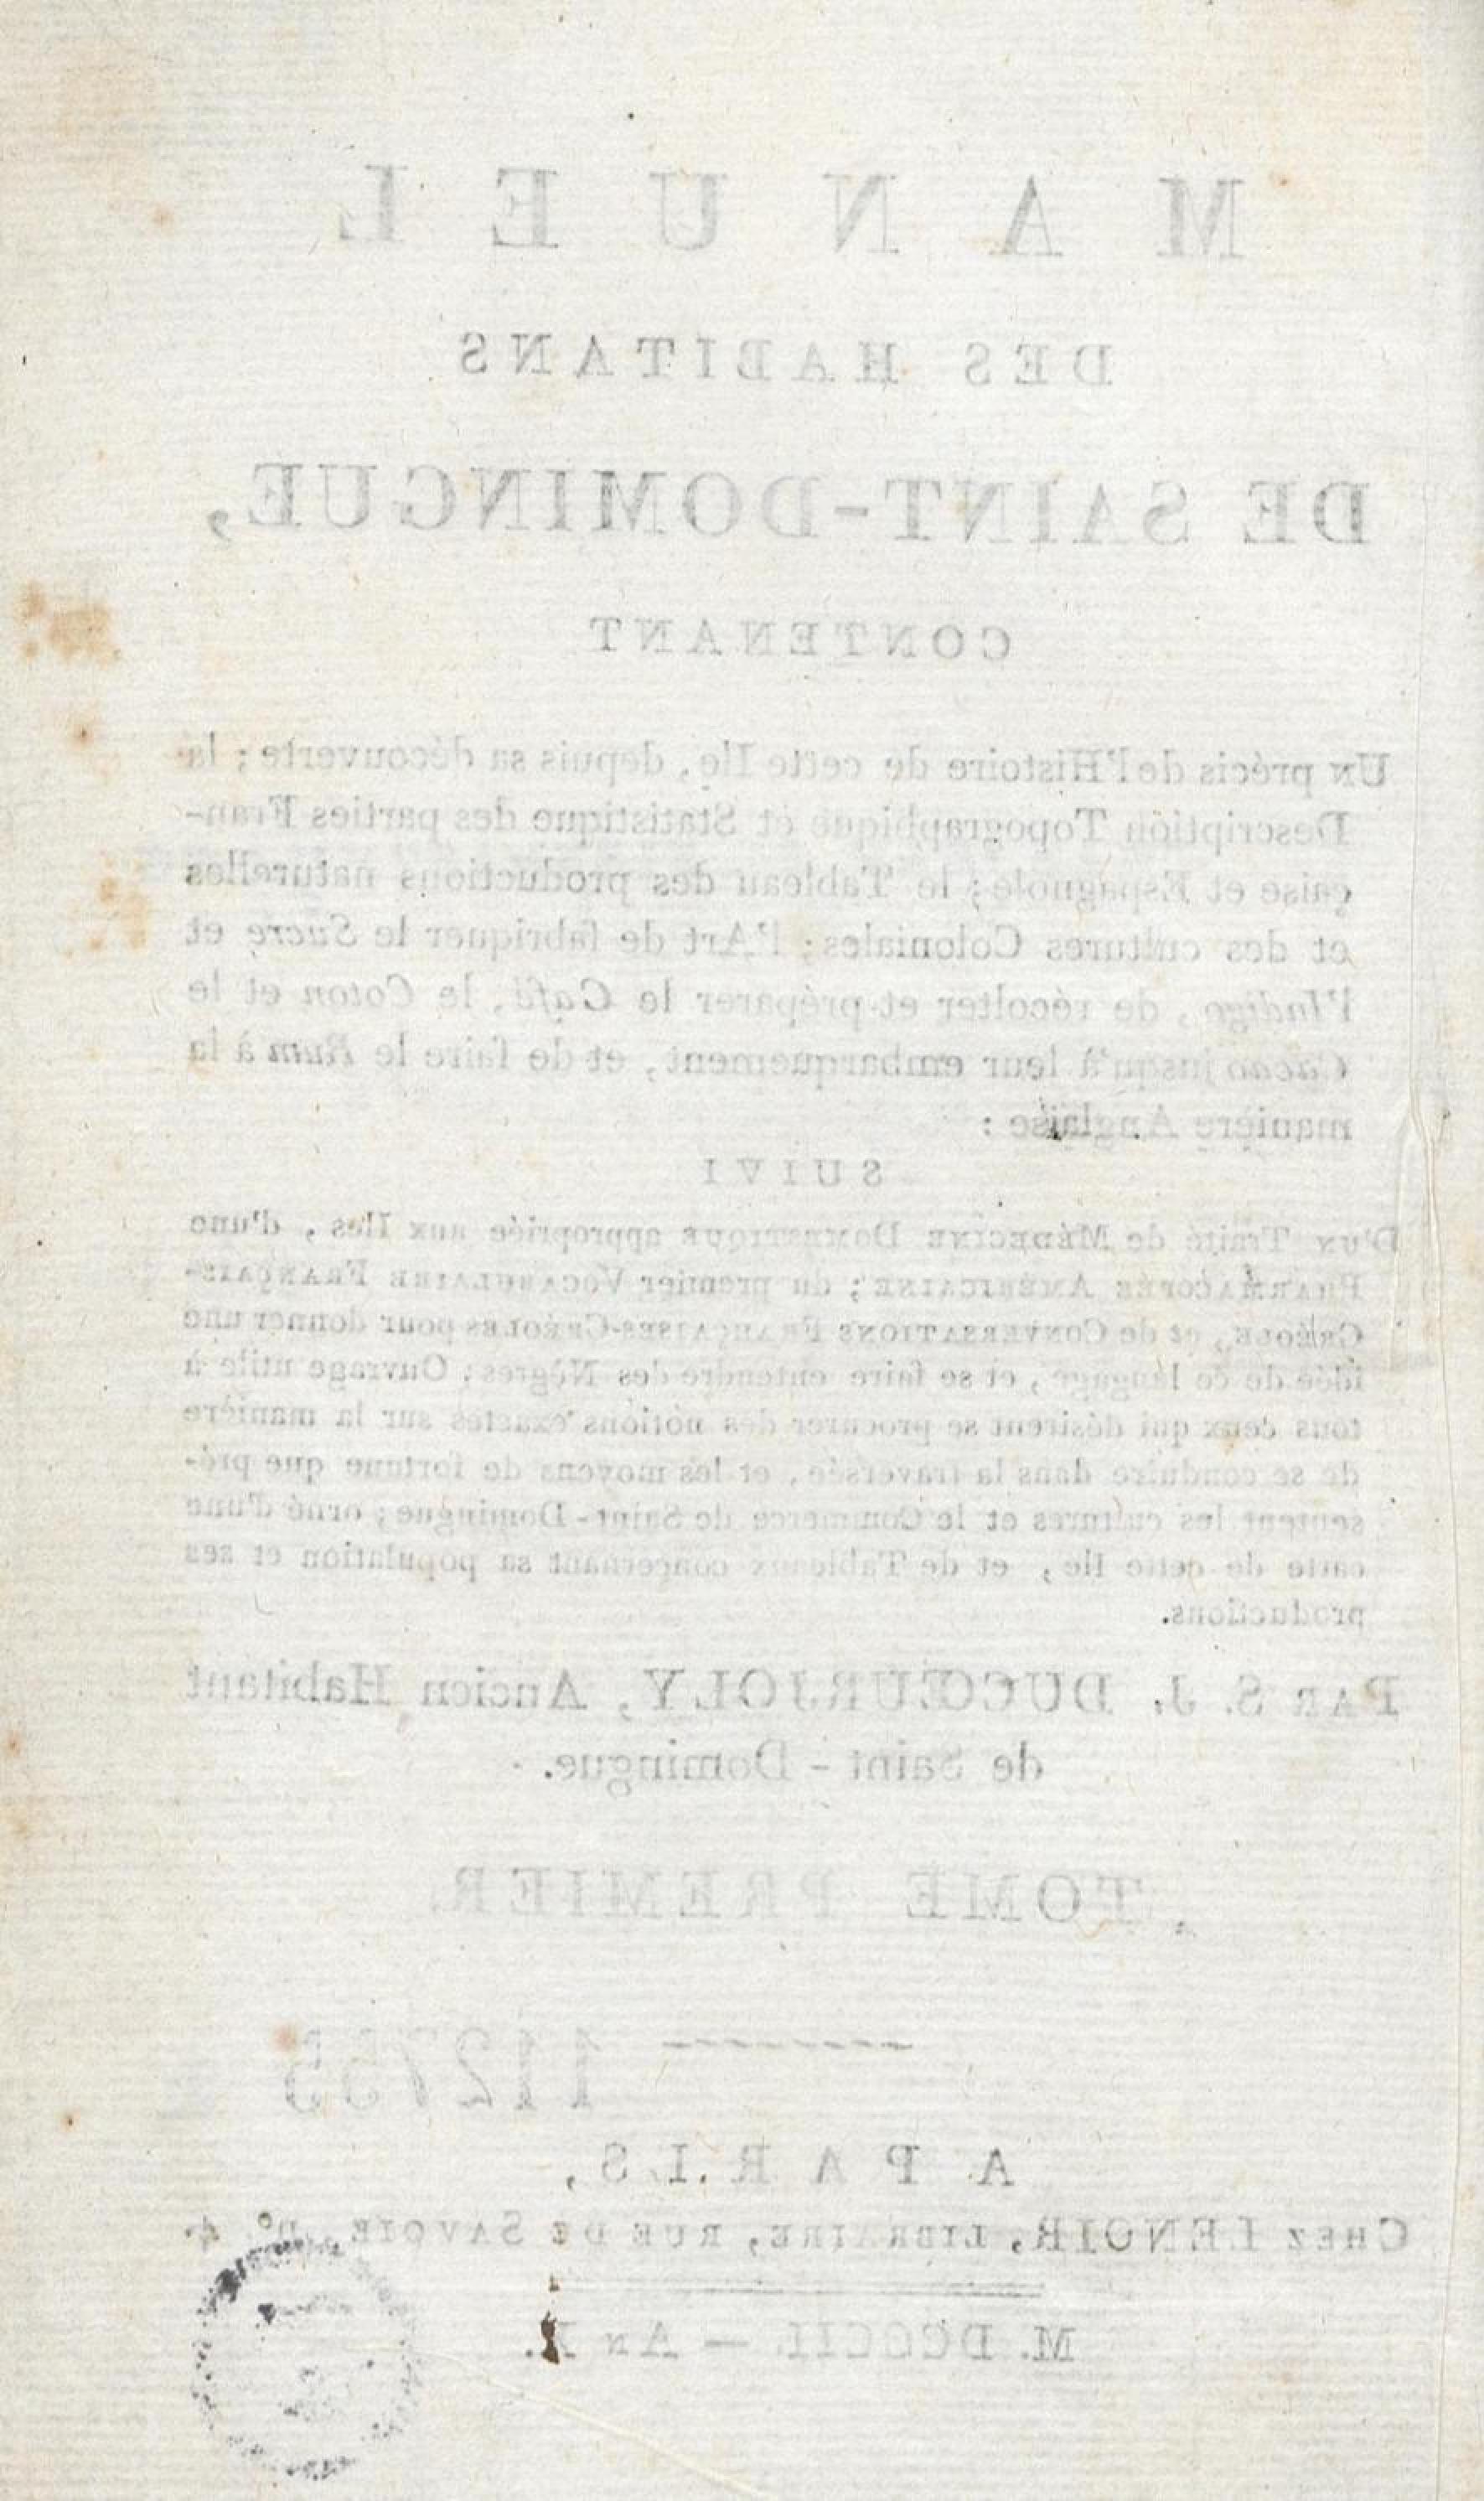 MANUEL
DES HABITANS
DE SAINT-DOMINGUE,
CONTENANT
Un précis de l'Histoire de cette Ile, depuis sa découverte ; la
Description Topographique et Statistique des parties Fran-
çaise et Espagnole ; le Tableau des productions naturelles
et des cultures Coloniales ; l'Art de fabriquer le Sucre et
l'Indigo, de récolter et préparer le Café, le Coton et le
Cacao jusqu'à leur embarquement, et de faire le Rum à la
manière Anglaise :
SUIVI
D'un Traité de Médecine Domestique appropriée aux Iles, d'une
Pharmacopée Américaine ; du premier Vocabulaire Français-
Créole, et de Conversations Françaises-Créoles pour donner une
idée de ce langage, et se faire entendre des Nègres ; Ouvrage utile à
tous ceux qui désirent se procurer des notions exactes sur la manière
de se conduire dans la traversée, et les moyens de fortune que pré-
sentent les cultures et le Commerce de Saint-Domingue ; orné d'une
carte de cette Ile, et de Tableaux concernant sa population et ses
productions.
Par S. J. DUCŒURJOLY, Ancien Habitant
de Saint-Domingue.
TOME PREMIER.
112755
A PARIS,
Chez LENOIR, Libraire, rue de Savoie, n° 4.
M. DCCCII. — An X.